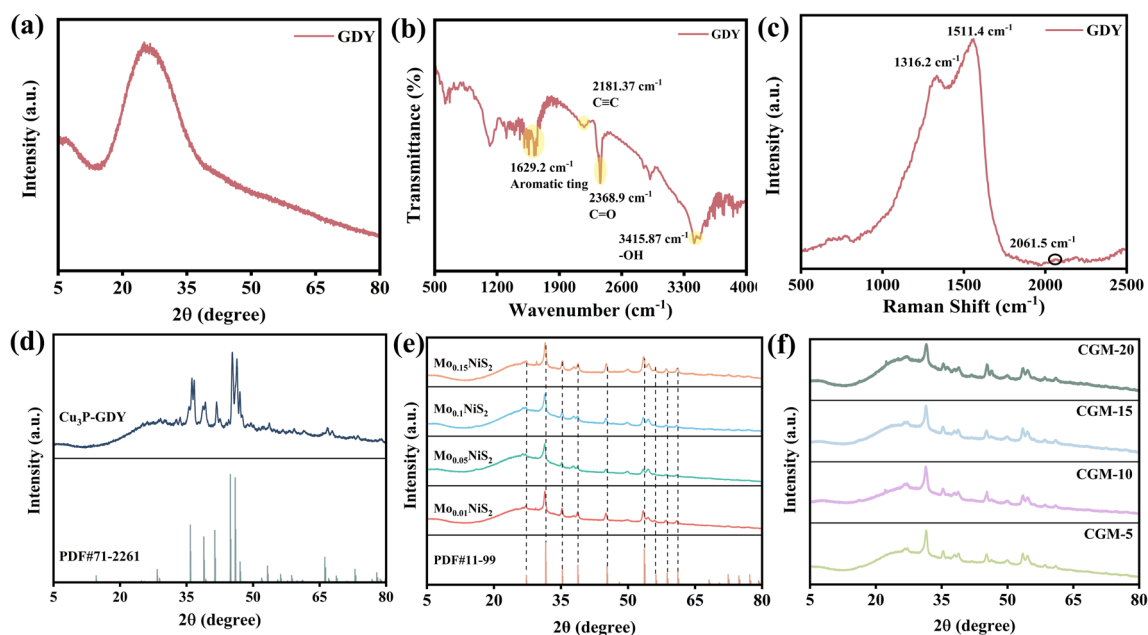 (a)
GDY
Intensity (a.u.)
5 20 35 50 65 80
2θ (degree)
(b)
GDY
2181.37 cm⁻¹
C≡C
1629.2 cm⁻¹
Aromatic ting
2368.9 cm⁻¹
C=O
3415.87 cm⁻¹
-OH
Transmittance (%)
500 1200 1900 2600 3300 4000
Wavenumber (cm⁻¹)
(c)
GDY
1511.4 cm⁻¹
1316.2 cm⁻¹
2061.5 cm⁻¹
Intensity (a.u.)
500 1000 1500 2000 2500
Raman Shift (cm⁻¹)
(d)
Cu₃P-GDY
PDF#71-2261
Intensity (a.u.)
5 20 35 50 65 80
2θ (degree)
(e)
Mo₀.₁₅NiS₂
Mo₀.₁NiS₂
Mo₀.₀₅NiS₂
Mo₀.₀₁NiS₂
PDF#11-99
Intensity (a.u.)
5 20 35 50 65 80
2θ (degree)
(f)
CGM-20
CGM-15
CGM-10
CGM-5
Intensity (a.u.)
5 20 35 50 65 80
2θ (degree)